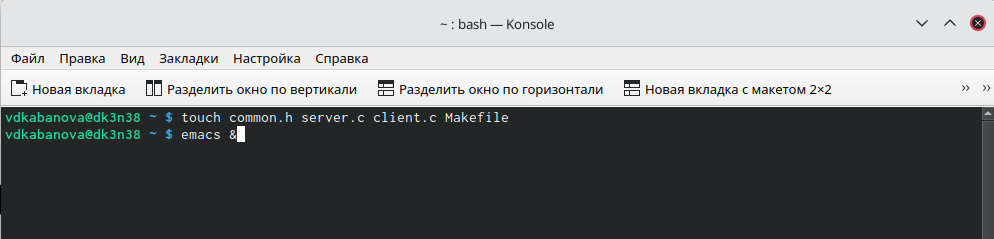 ~ : bash — Konsole
Файл Правка Вид Закладки Настройка Справка
Новая вкладка Разделить окно по вертикали Разделить окно по горизонтали Новая вкладка с макетом 2×2 ›› ››
vdkabanova@dk3n38 ~ $ touch common.h server.c client.c Makefile
vdkabanova@dk3n38 ~ $ emacs &